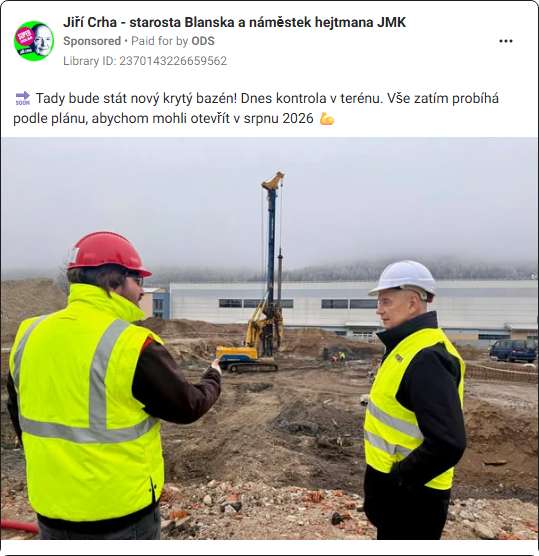 Jiří Crha - starosta Blanska a náměstek hejtmana JMK
Sponsored • Paid for by ODS
Library ID: 2370143226659562
🔜 Tady bude stát nový krytý bazén! Dnes kontrola v terénu. Vše zatím probíhá
podle plánu, abychom mohli otevřít v srpnu 2026 💪